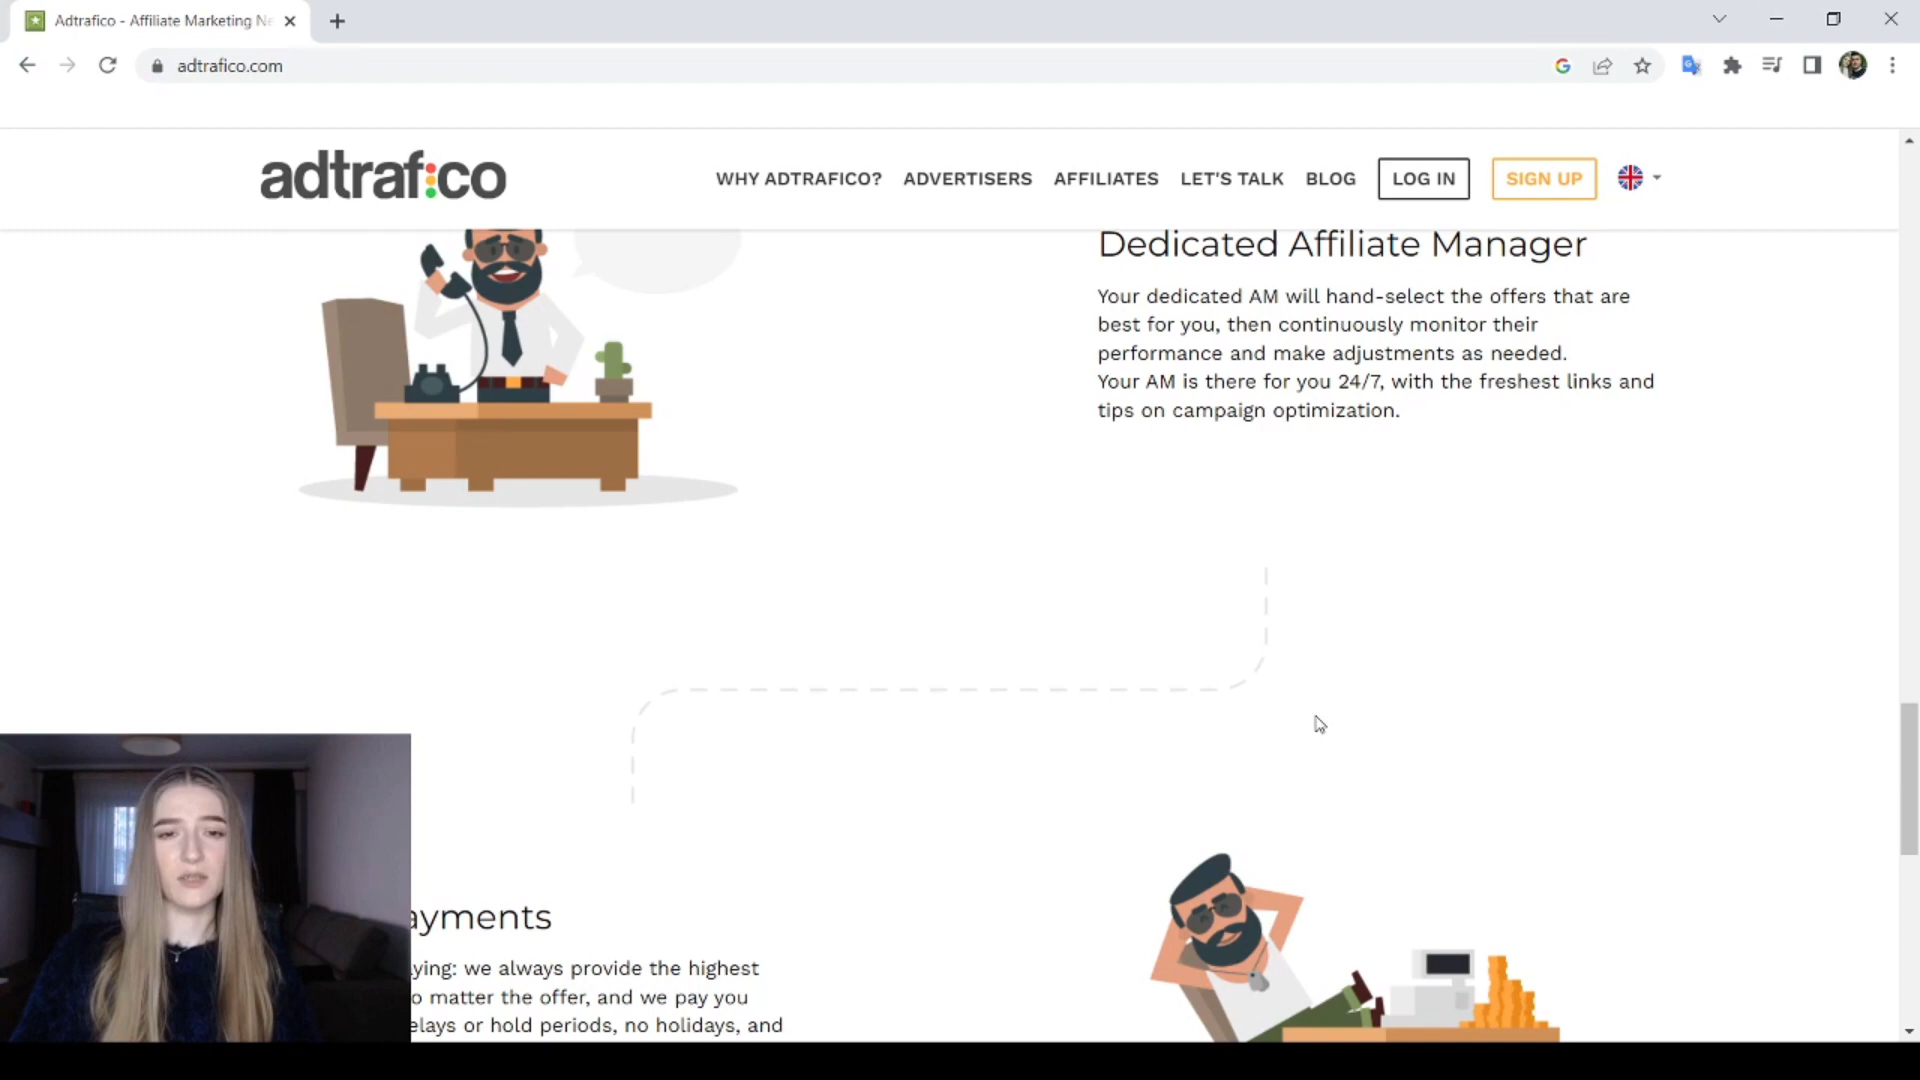 Adtrafico - Affiliate Marketing Ne
adtrafico.com
adtrafico
WHY ADTRAFICO?
ADVERTISERS
AFFILIATES
LET'S TALK
BLOG
LOG IN
SIGN UP
Dedicated Affiliate Manager
Your dedicated AM will hand-select the offers that are
best for you, then continuously monitor their
performance and make adjustments as needed.
Your AM is there for you 24/7, with the freshest links and
tips on campaign optimization.
ayments
ying: we always provide the highest
o matter the offer, and we pay you
elays or hold periods, no holidays, and